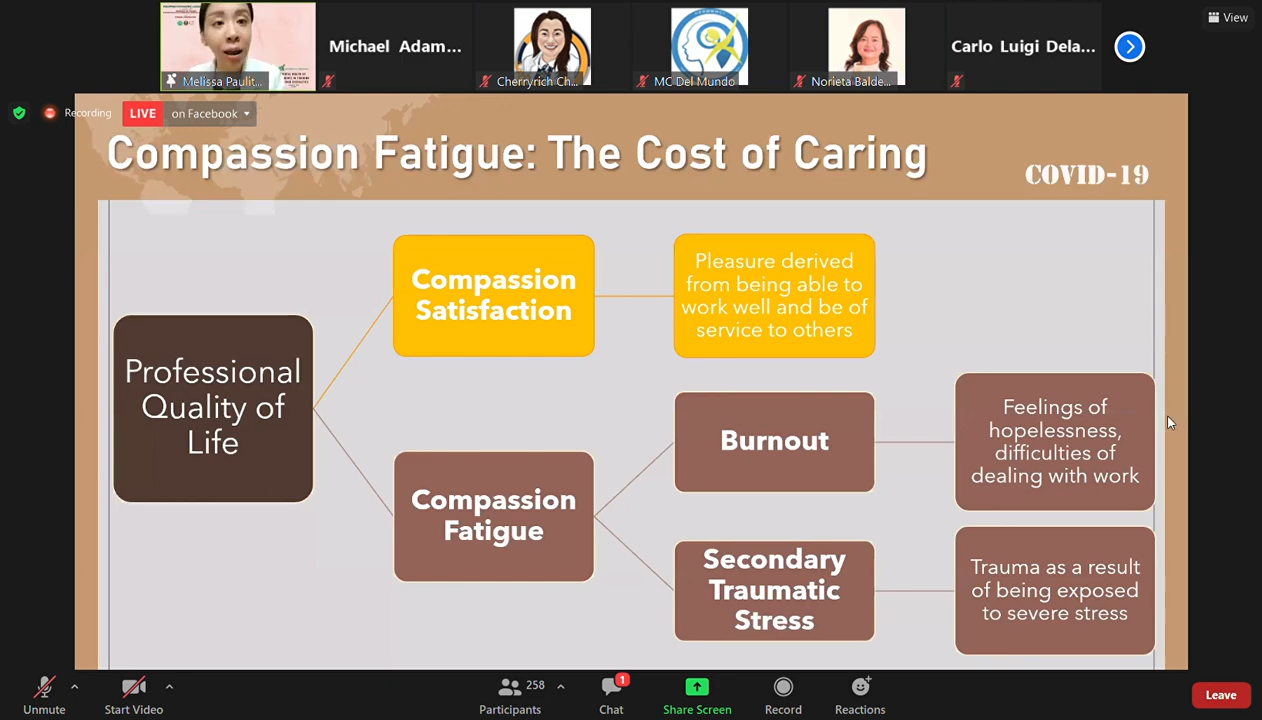 View
Michael Adam...
Carlo Luigi Dela...
Melissa Paulit...
Cherryrich Ch...
MC Del Mundo
Norieta Balde...
Recording
LIVE
on Facebook
Compassion Fatigue: The Cost of Caring
COVID-19
Professional
Quality of
Life
Compassion
Satisfaction
Pleasure derived
from being able to
work well and be of
service to others
Compassion
Fatigue
Burnout
Feelings of
hopelessness,
difficulties of
dealing with work
Secondary
Traumatic
Stress
Trauma as a result
of being exposed
to severe stress
Unmute
Start Video
258
Participants
1
Chat
Share Screen
Record
Reactions
Leave